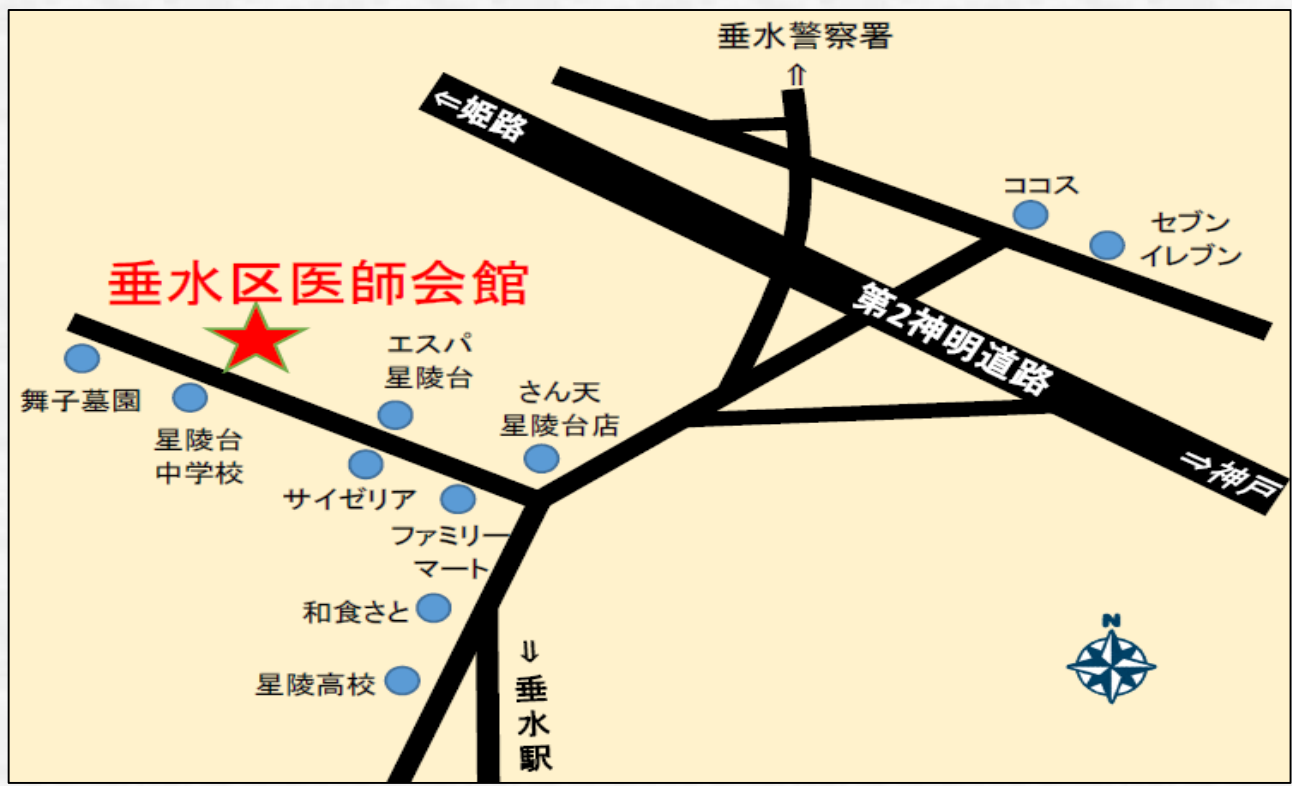 垂水警察署
⇑
⇐姫路
ココス
セブン
イレブン
垂水区医師会館
第2神明道路
エスパ
星陵台
舞子墓園
さん天
星陵台店
星陵台
中学校
サイゼリア
⇒神戸
ファミリー
マート
和食さと
N
星陵高校
⇓垂水駅